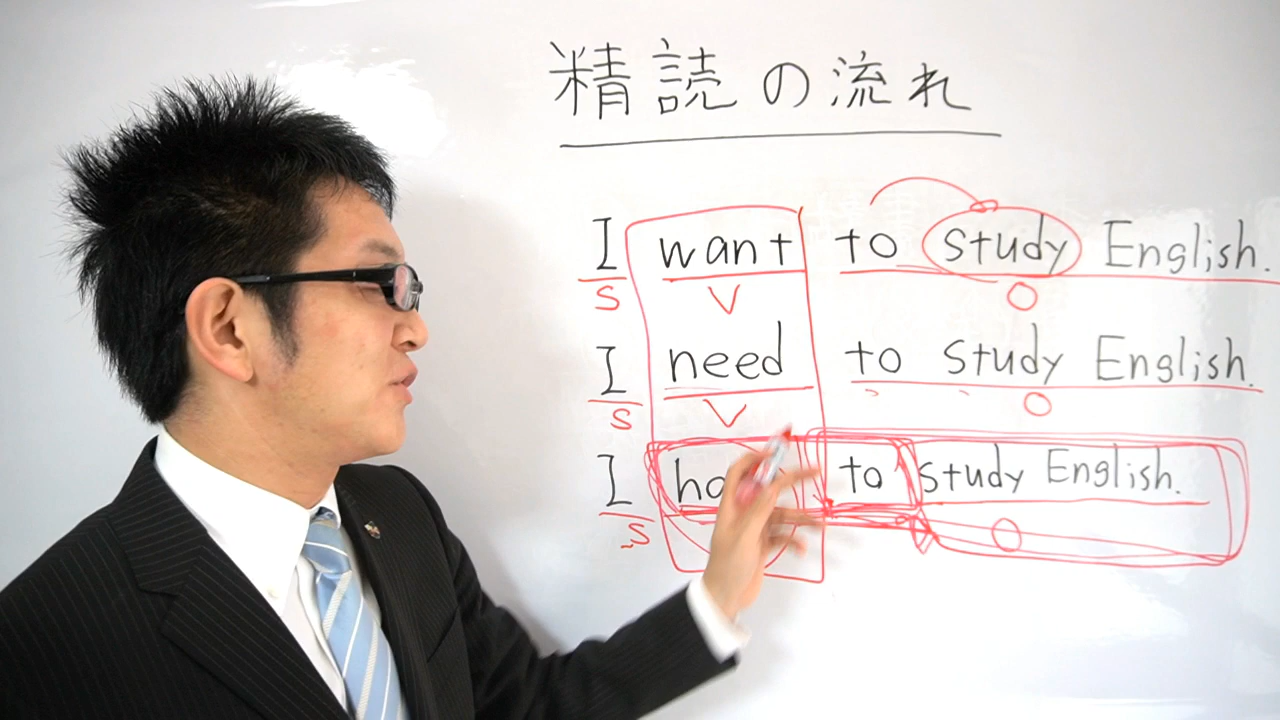 精読の流れ
I want to study English.
S V O
I need to study English.
S V O
I to study English.
S O